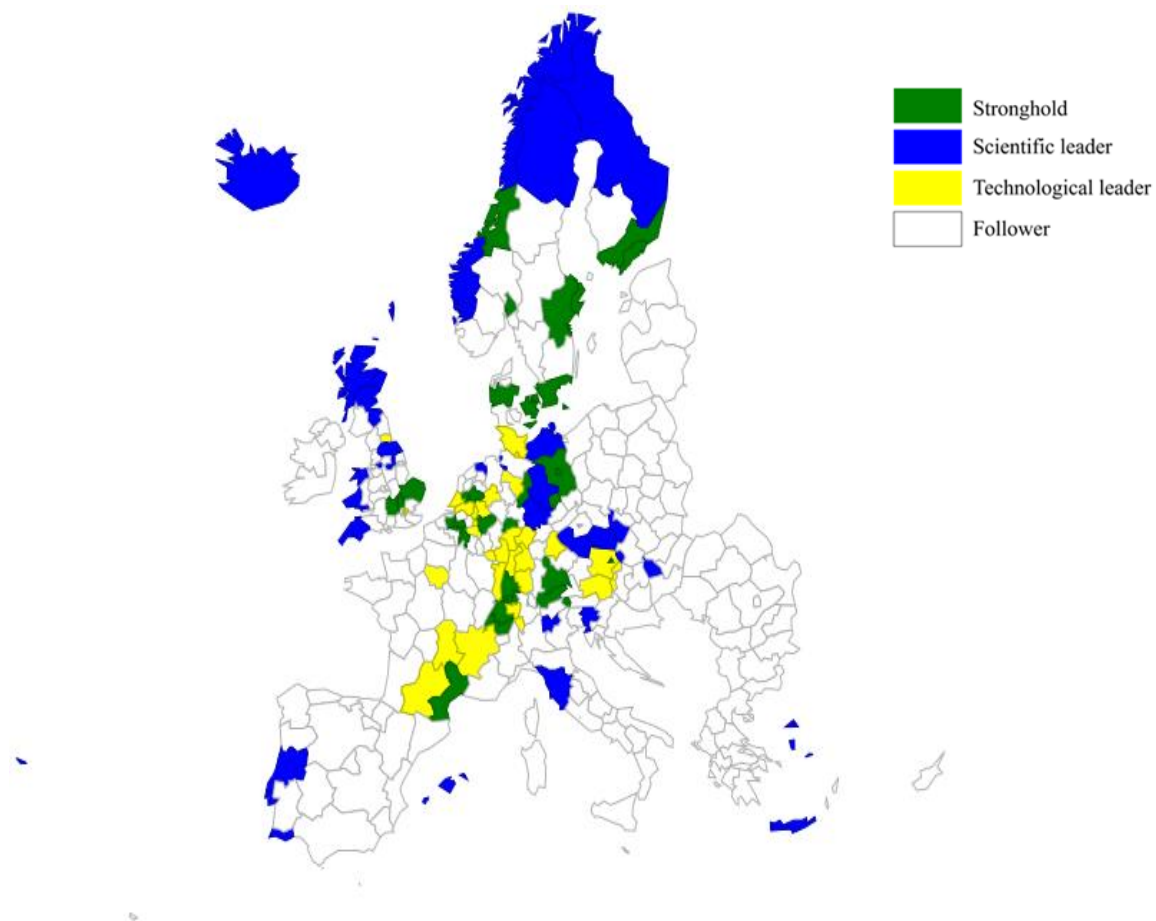 Stronghold
Scientific leader
Technological leader
Follower